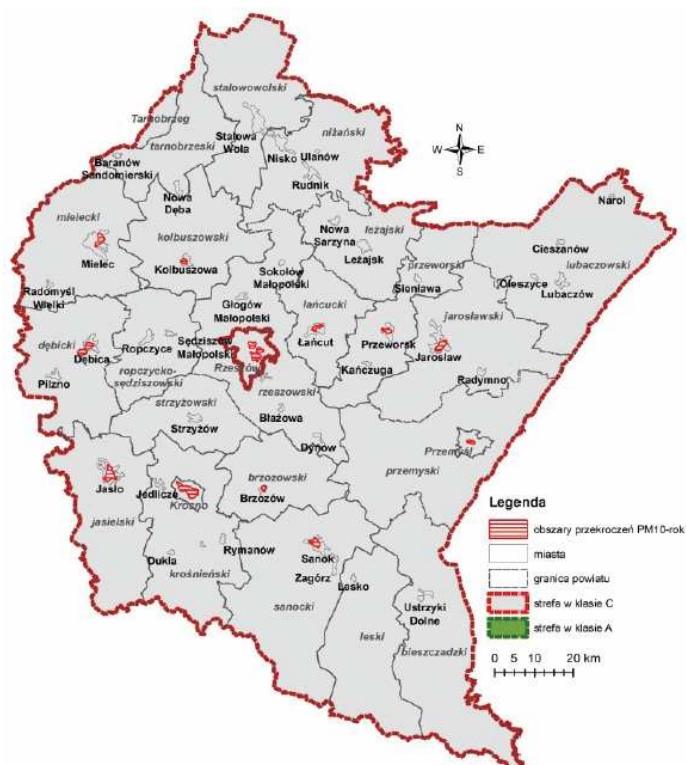 stalowowolski
Tarnobrzeg
tarnobrzeski
Stalowa
Wola
niżański
Nisko
Ulanów
Rudnik
N
W
E
S
Baranów
Sandomierski
Nowa
Dęba
mielecki
Mielec
kolbuszowski
Kolbuszowa
Nowa
Sarzyna
leżajski
Leżajsk
Narol
Cieszanów
lubaczowski
Oleszyce
Lubaczów
Radomyśl
Wielki
Sokołów
Małopolski
przeworski
Sieniawa
Głogów
Małopolski
łańcucki
Łańcut
Przeworsk
jarosławski
Jarosław
dębicki
Dębica
Ropczyce
Sędziszów
Małopolski
Rzeszów
Pilzno
ropczycko-
sędziszowski
rzeszowski
Kańczuga
Radymno
strzyżowski
Strzyżów
Błażowa
Dynów
Przemyśl
przemyski
Jasło
jasielski
Jedlicze
Krosno
brzozowski
Brzozów
Dukla
krośnieński
Rymanów
Sanok
Zagórz
sanocki
Lesko
leski
Ustrzyki
Dolne
bieszczadzki
Legenda
obszary przekroczeń PM10-rok
miasta
granica powiatu
strefa w klasie C
strefa w klasie A
0 5 10 20 km